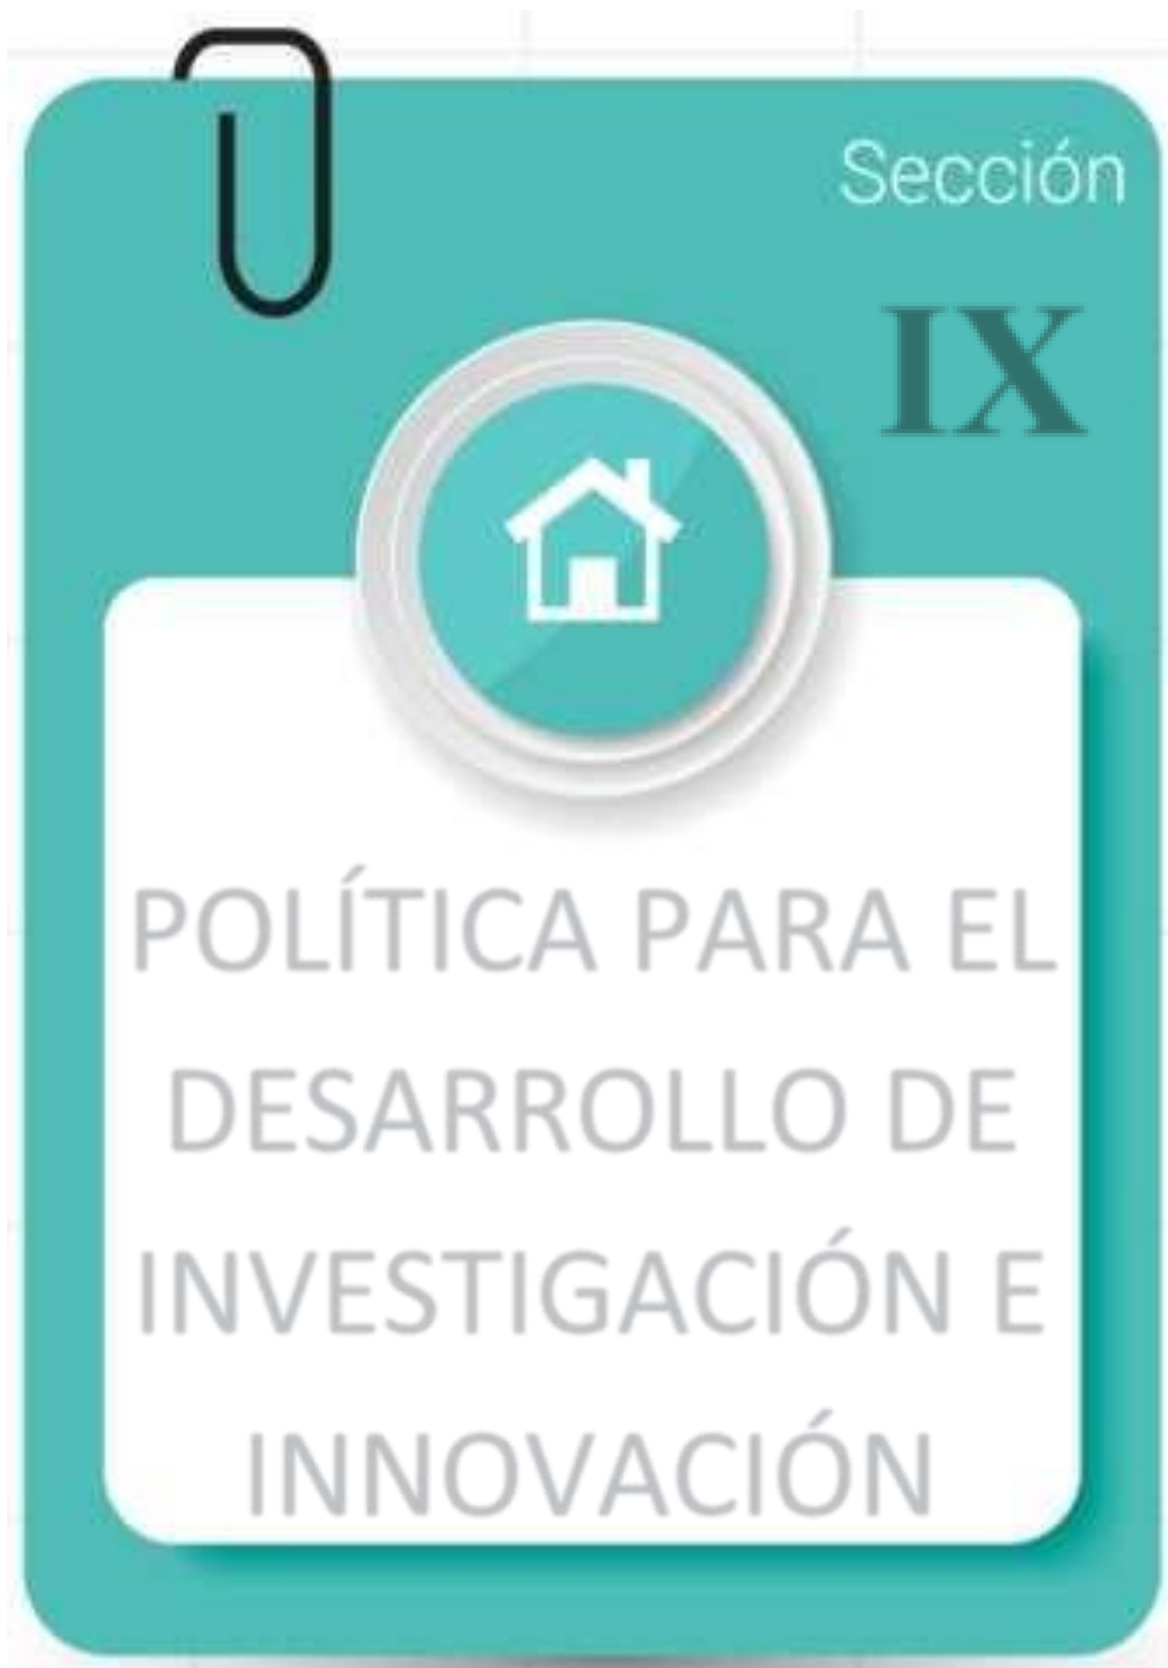 Sección
IX
POLÍTICA PARA EL
DESARROLLO DE
INVESTIGACIÓN E
INNOVACIÓN